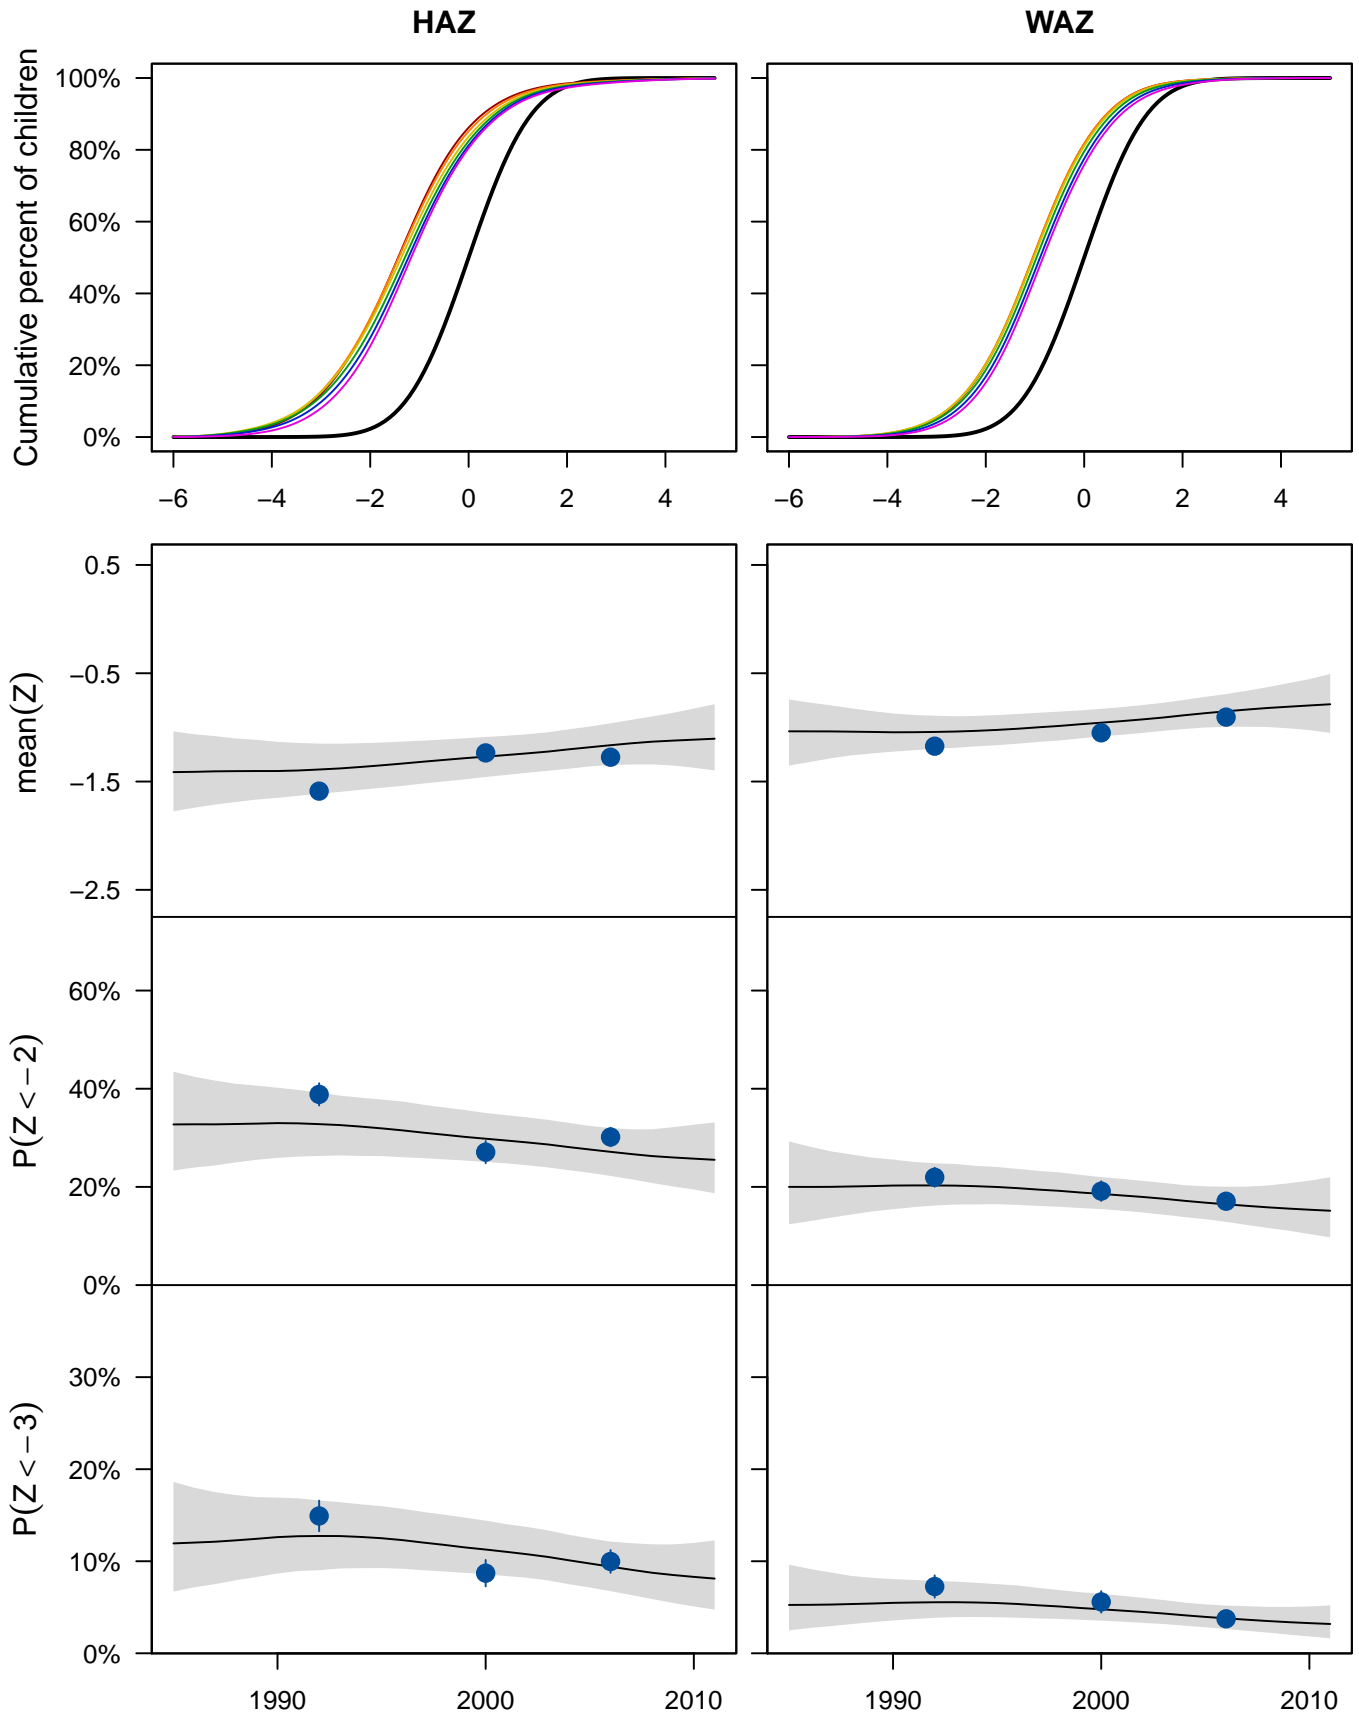 HAZ
WAZ
Cumulative percent of children
100%
80%
60%
40%
20%
0%
−6 −4 −2 0 2 4
−6 −4 −2 0 2 4
mean(Z)
0.5
−0.5
−1.5
−2.5
P(Z < −2)
60%
40%
20%
0%
P(Z < −3)
30%
20%
10%
0%
1990 2000 2010
1990 2000 2010